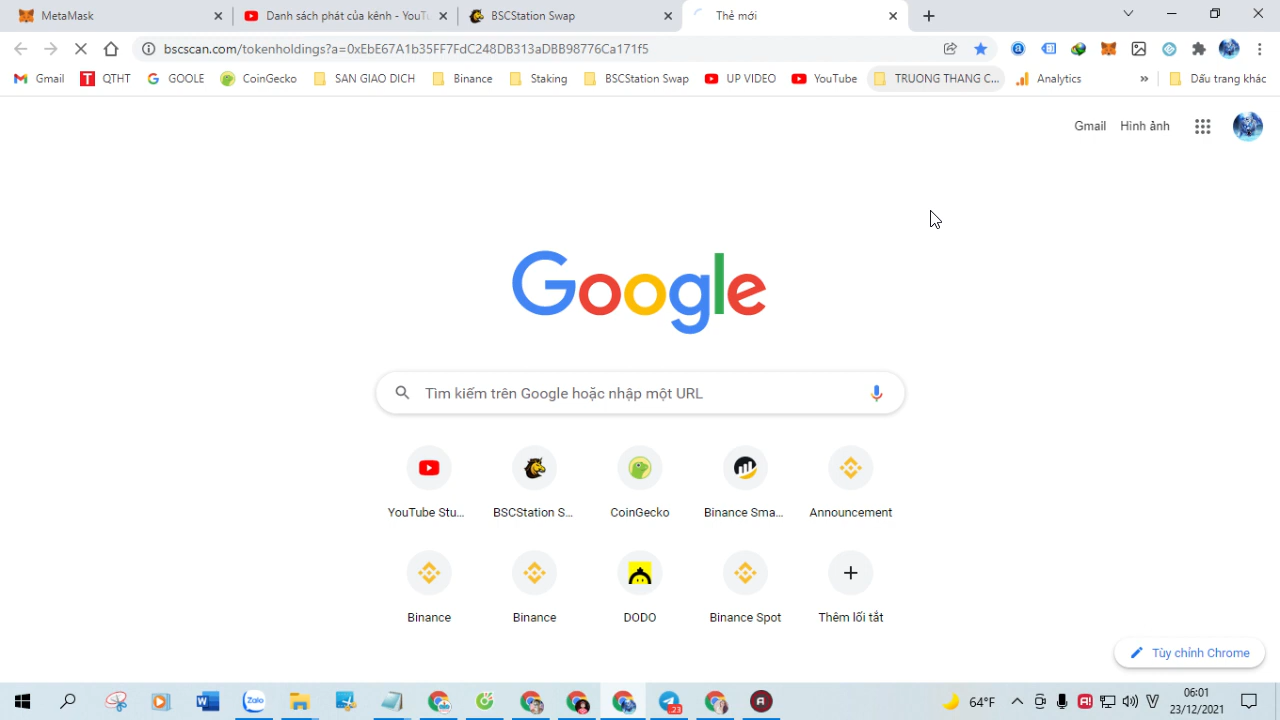 MetaMask
Danh sách phát của kênh - YouTu
BSCStation Swap
Thẻ mới
bscscan.com/tokenholdings?a=0xEbE67A1b35FF7FdC248DB313aDBB98776Ca171f5
Gmail
QTHT
GOOLE
CoinGecko
SAN GIAO DICH
Binance
Staking
BSCStation Swap
UP VIDEO
YouTube
TRUONG THANG C...
Analytics
»
Dấu trang khác
Gmail
Hình ảnh
Google
Tìm kiếm trên Google hoặc nhập một URL
YouTube Stu...
BSCStation S...
CoinGecko
Binance Sma...
Announcement
Binance
Binance
DODO
Binance Spot
Thêm lối tắt
Tùy chỉnh Chrome
Zalo
23
64°F
06:01
23/12/2021